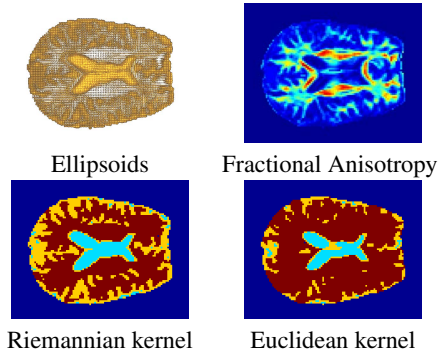 Ellipsoids
Fractional Anisotropy
Riemannian kernel
Euclidean kernel